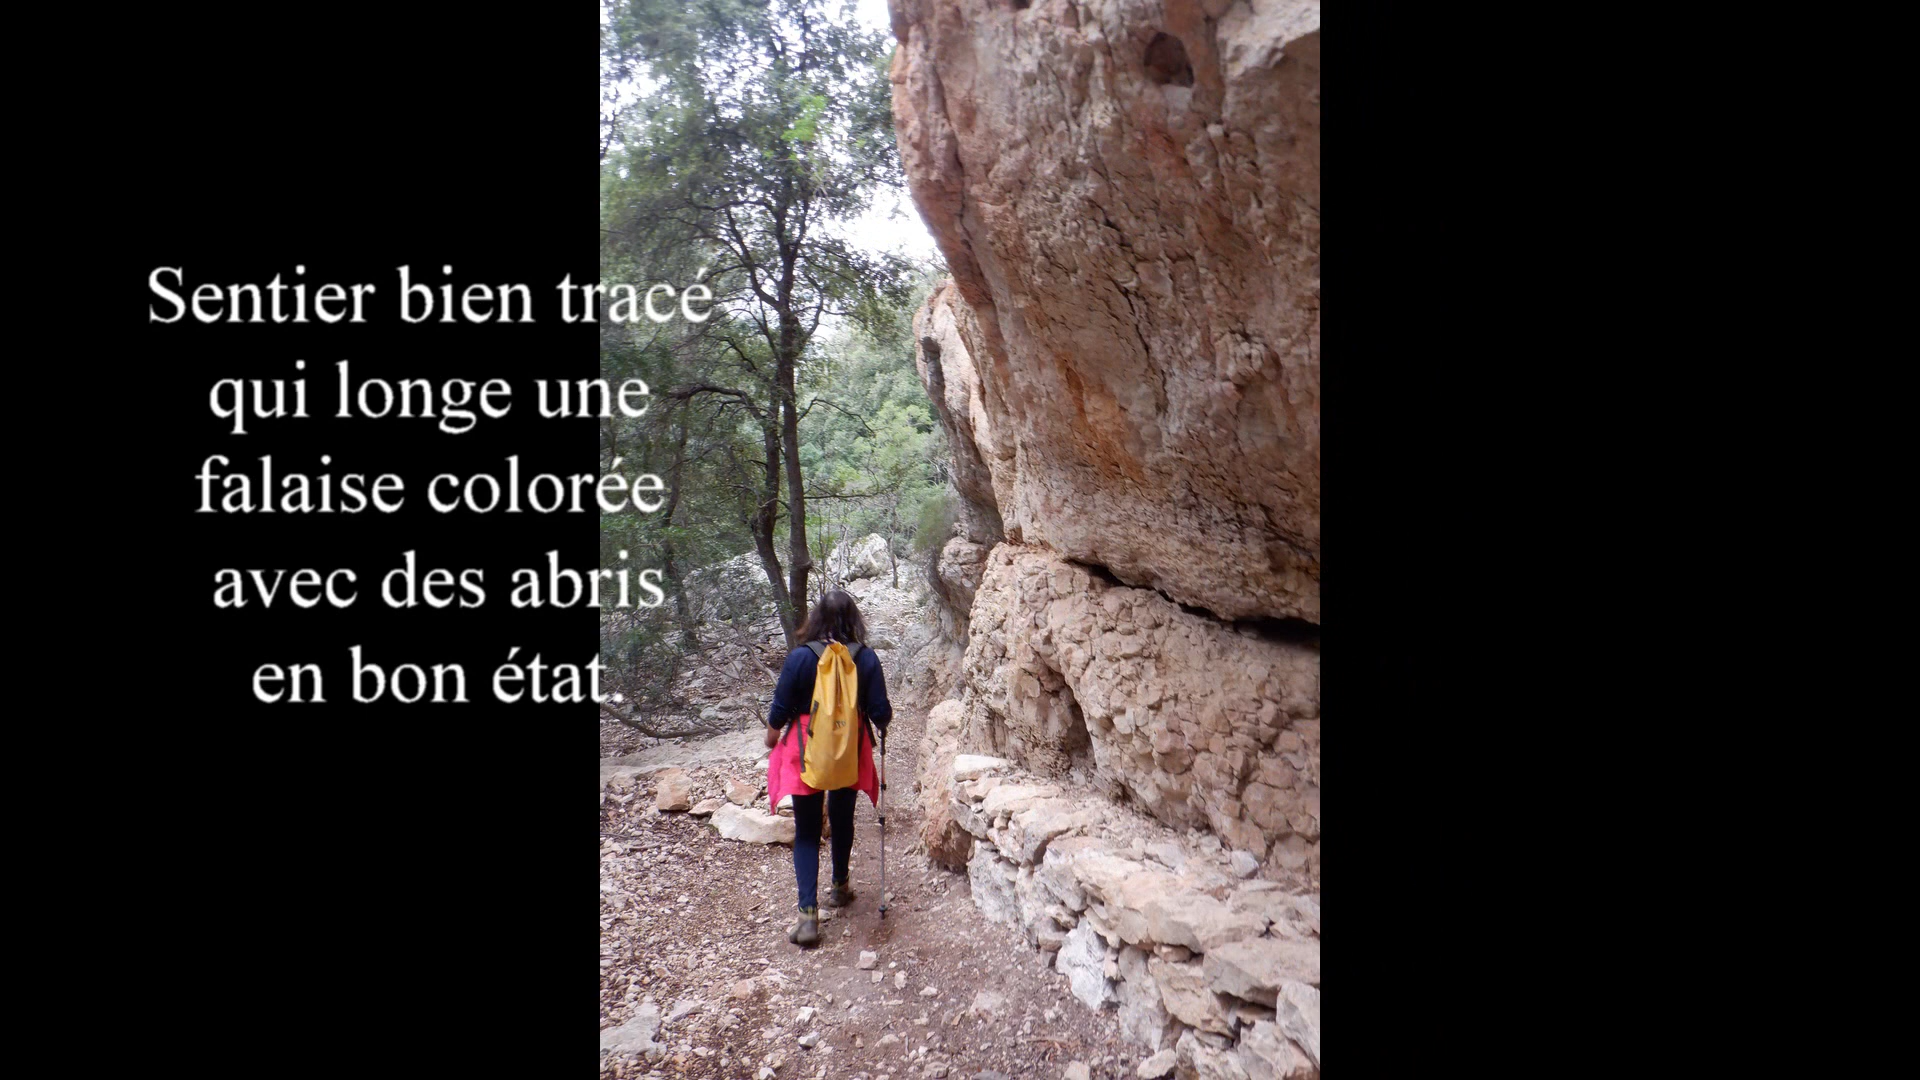 Sentier bien tracé
qui longe une
falaise colorée
avec des abris
en bon état.